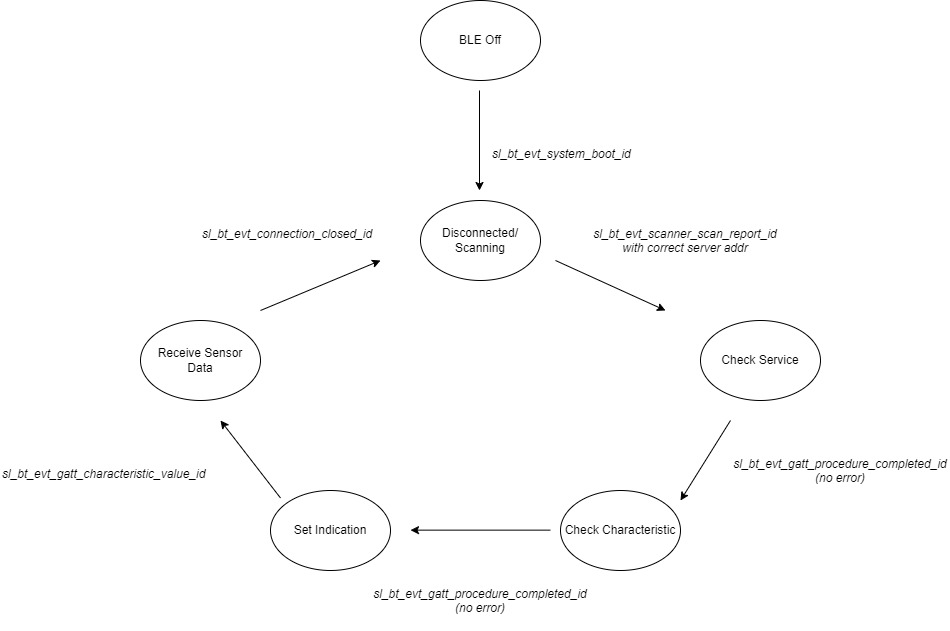 BLE Off
sl_bt_evt_system_boot_id
sl_bt_evt_connection_closed_id
Disconnected/
Scanning
sl_bt_evt_scanner_scan_report_id
with correct server addr
Receive Sensor
Data
Check Service
sl_bt_evt_gatt_characteristic_value_id
sl_bt_evt_gatt_procedure_completed_id
(no error)
Set Indication
Check Characteristic
sl_bt_evt_gatt_procedure_completed_id
(no error)